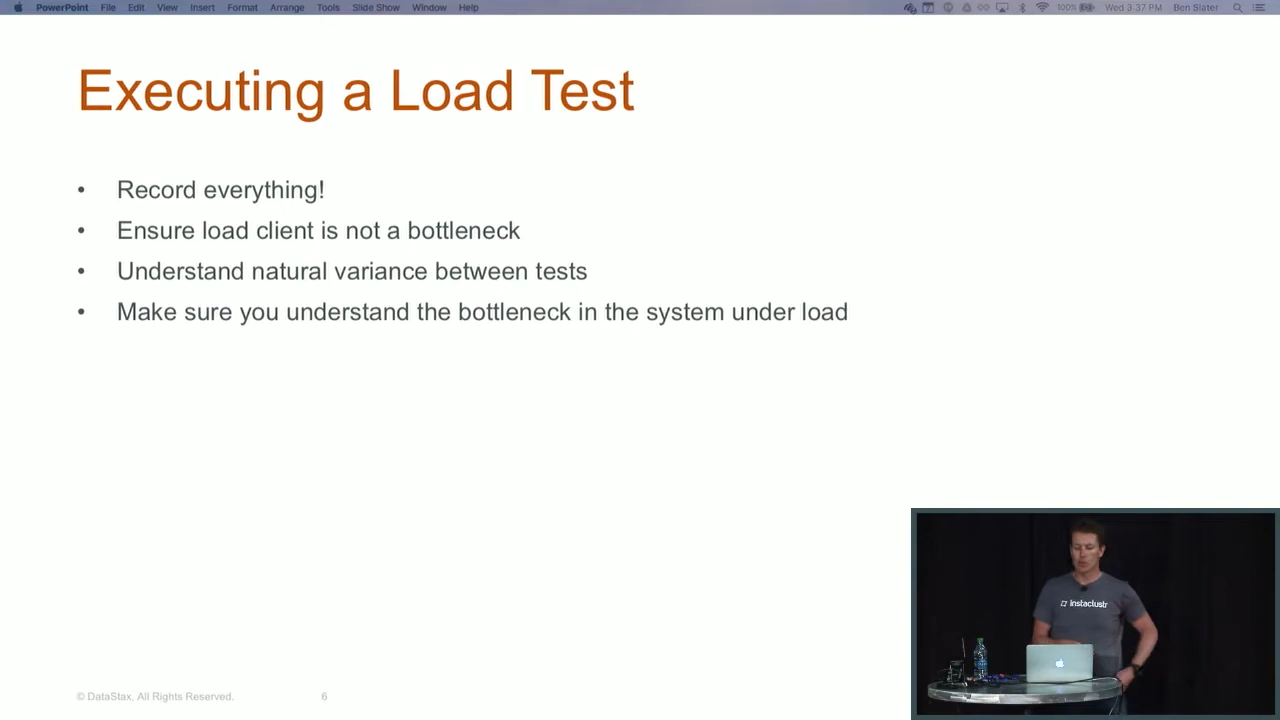 PowerPoint File Edit View Insert Format Arrange Tools Slide Show Window Help 100% Wed 3:37 PM Ben Slater
Executing a Load Test
• Record everything!
• Ensure load client is not a bottleneck
• Understand natural variance between tests
• Make sure you understand the bottleneck in the system under load
instaclustr
© DataStax, All Rights Reserved. 6